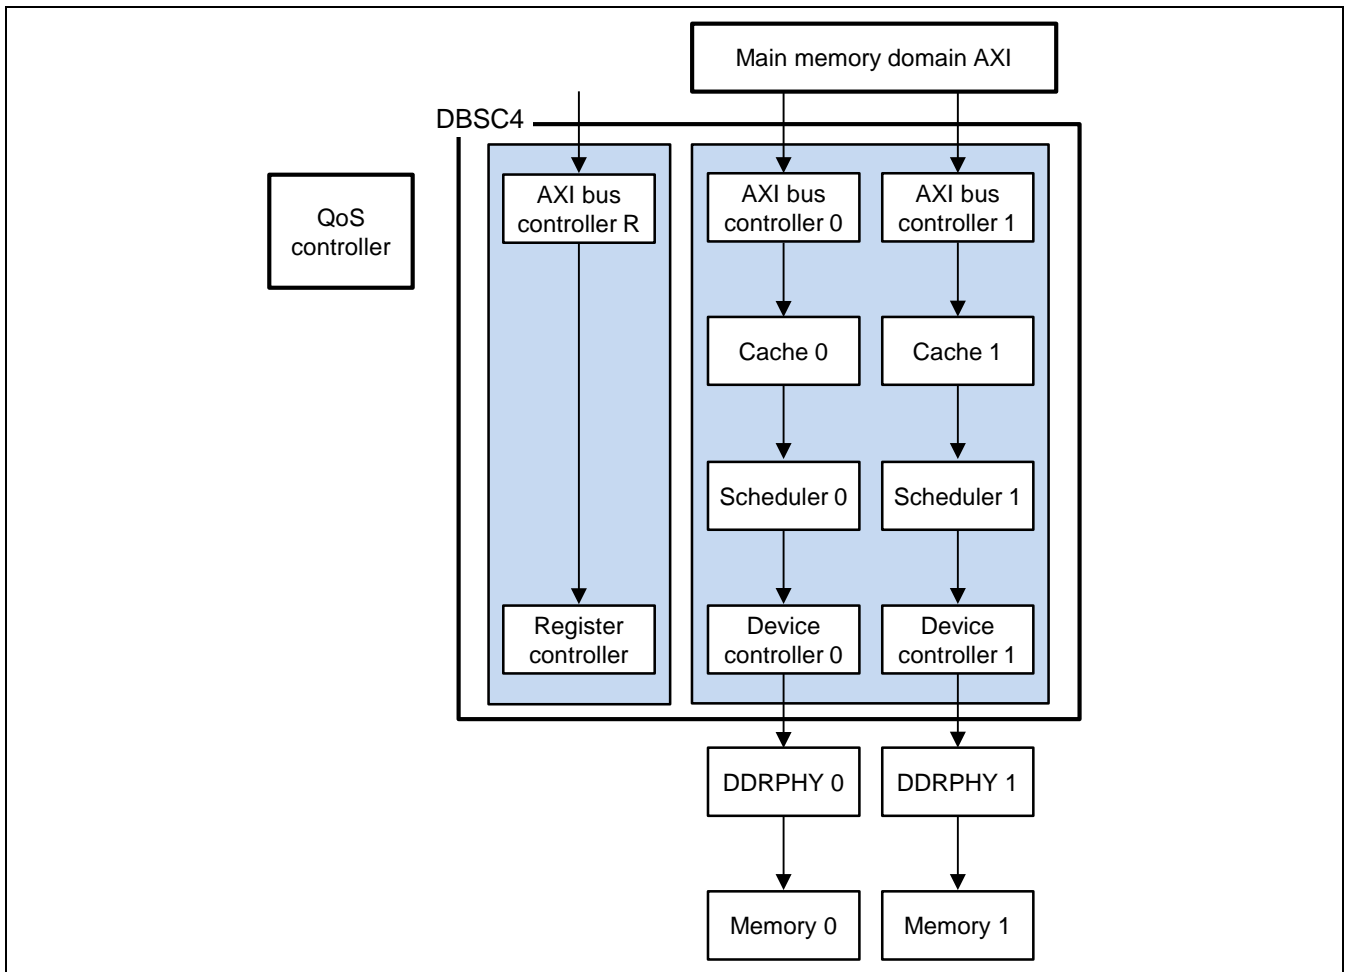 Main memory domain AXI
DBSC4
QoS
controller
AXI bus
controller R
AXI bus
controller 0
AXI bus
controller 1
Cache 0
Cache 1
Scheduler 0
Scheduler 1
Register
controller
Device
controller 0
Device
controller 1
DDRPHY 0
DDRPHY 1
Memory 0
Memory 1